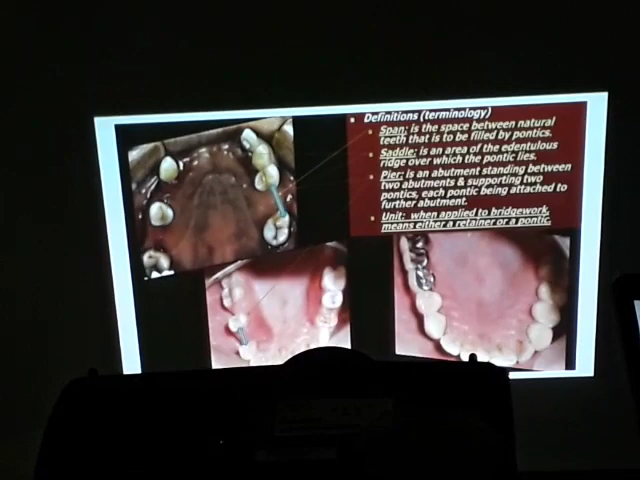 Definitions (terminology)
Span: is the space between natural
teeth that is to be filled by pontics.
Saddle: is an area of the edentulous
ridge over which the pontic lies.
Pier: is an abutment standing between
two abutments & supporting two
pontics, each pontic being attached to
further abutment.
Unit: when applied to bridgework,
means either a retainer or a pontic.